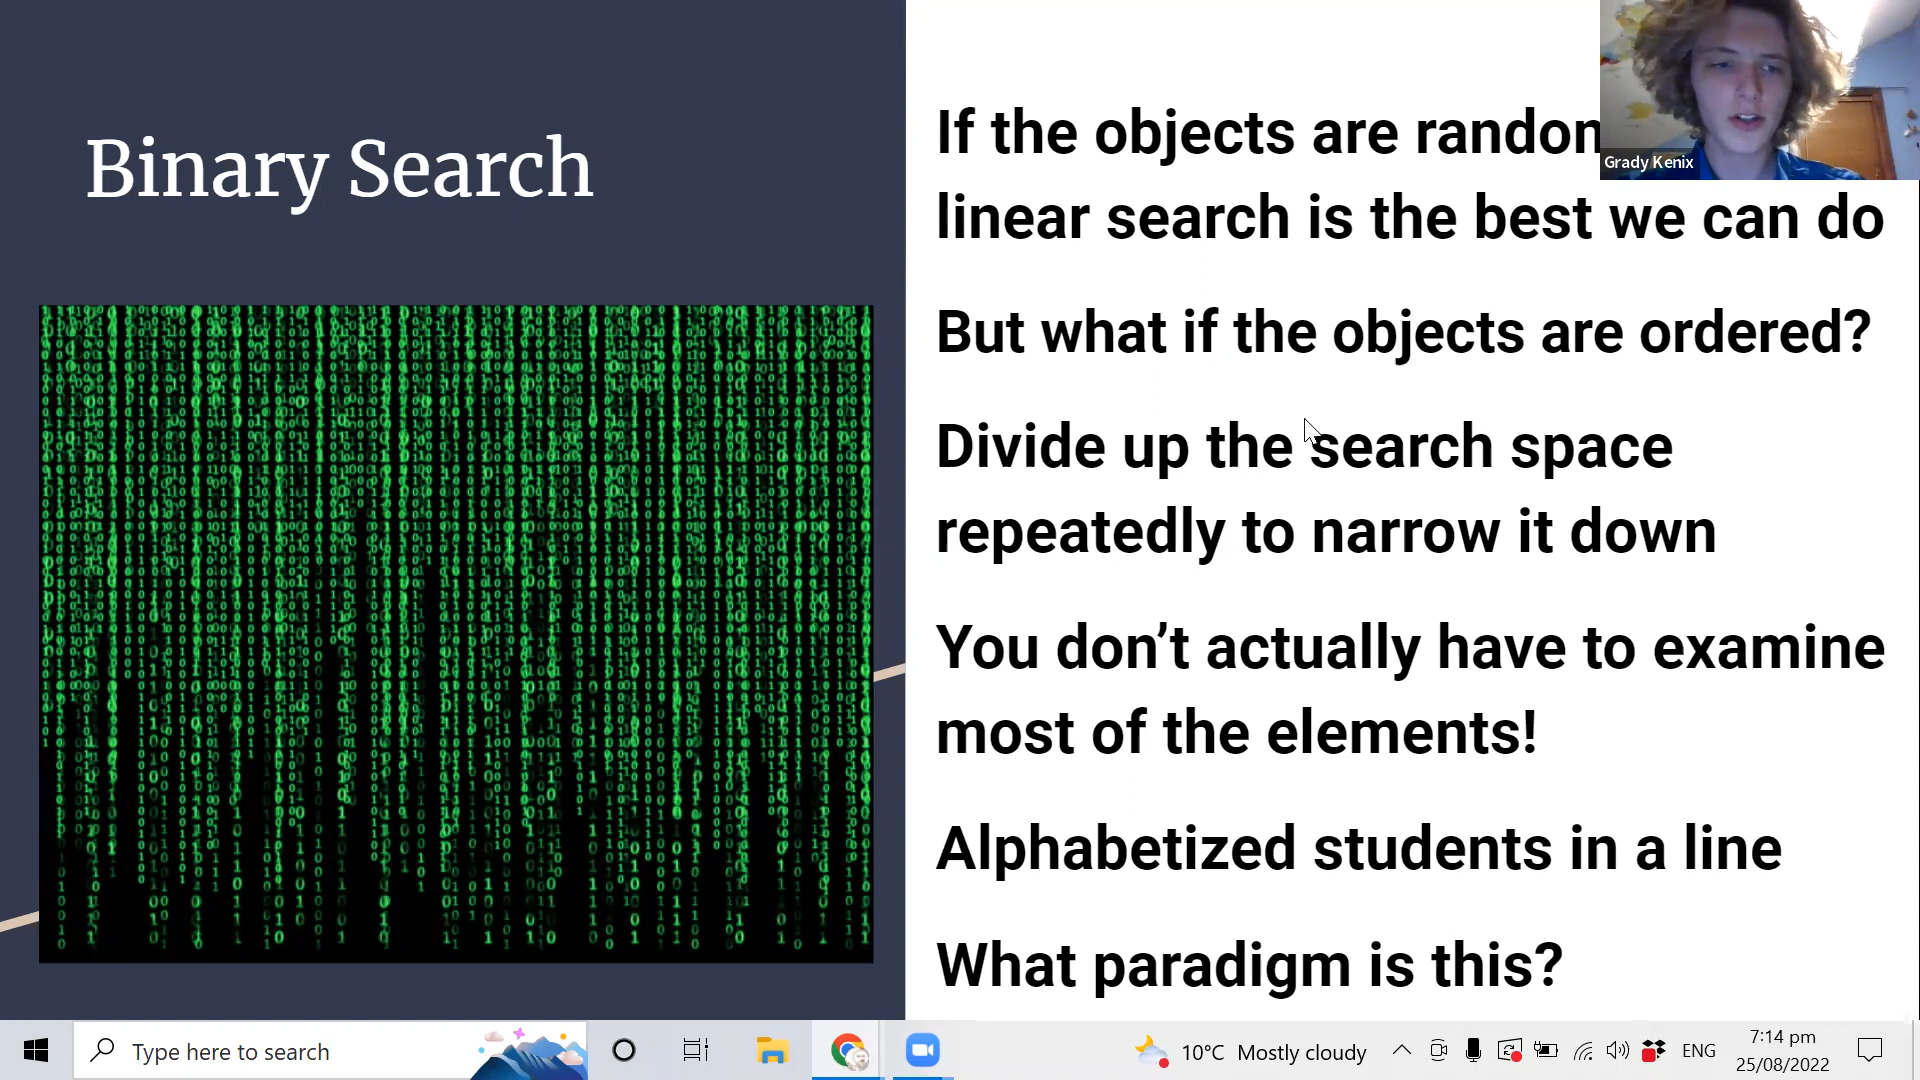 Binary Search
If the objects are random
linear search is the best we can do
But what if the objects are ordered?
Divide up the search space
repeatedly to narrow it down
You don’t actually have to examine
most of the elements!
Alphabetized students in a line
What paradigm is this?
Grady Kenix
Type here to search
10°C Mostly cloudy
ENG
7:14 pm
25/08/2022